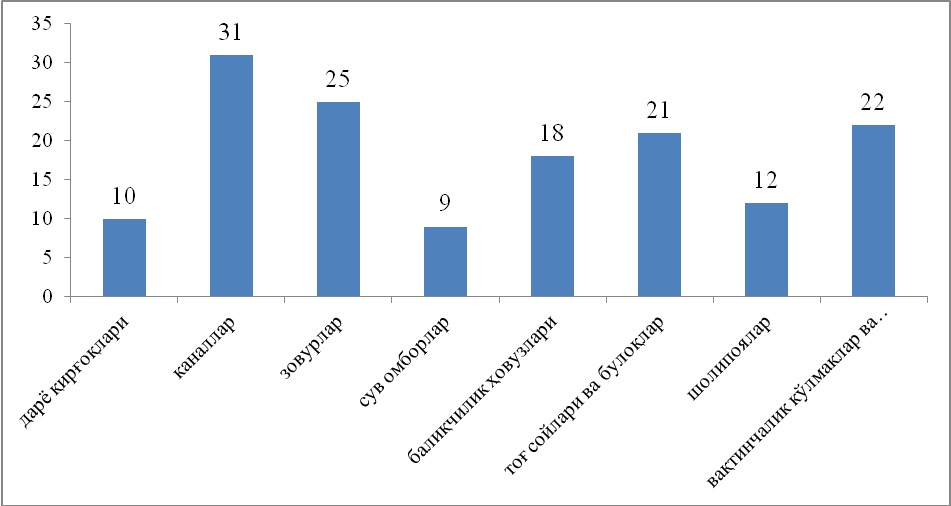 35
30
25
20
15
10
5
0
10
31
25
9
18
21
12
22
дарё кирғоқлари
каналлар
зовурлар
сув омборлар
баликчилик ҳовузлари
тоғ сойлари ва булоқлар
шолипоялар
вақтинчалик кўлмаклар ва…